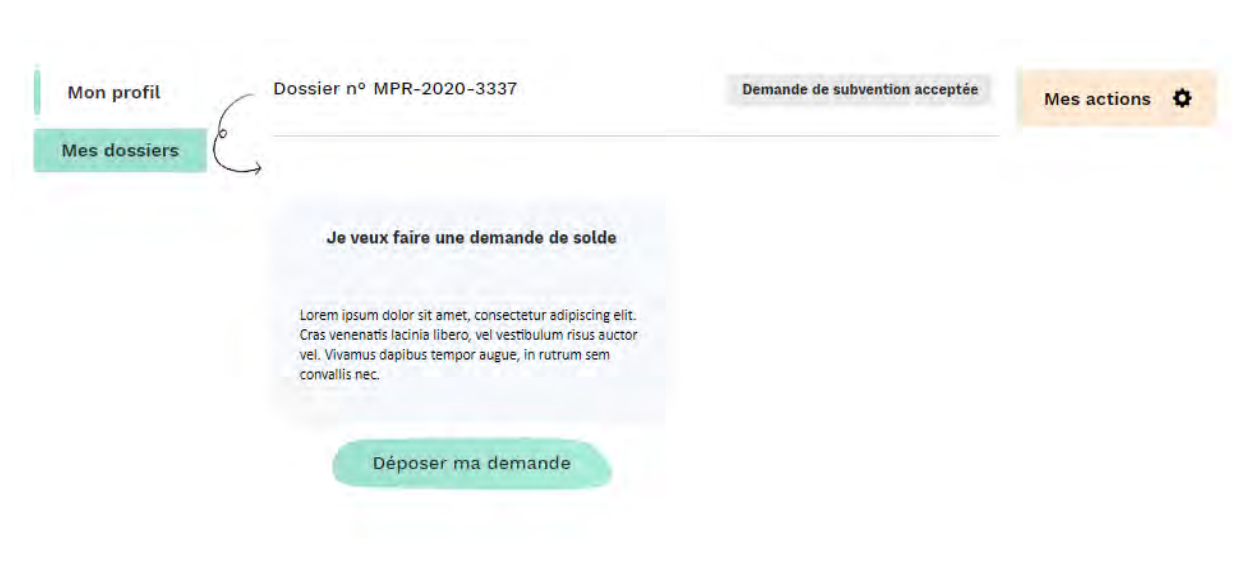 Mon profil
Mes dossiers
Dossier n° MPR-2020-3337
Demande de subvention acceptée
Mes actions
Je veux faire une demande de solde
Lorem ipsum dolor sit amet, consectetur adipiscing elit.
Cras venenatis lacinia libero, vel vestibulum risus auctor
vel. Vivamus dapibus tempor augue, in rutrum sem
convallis nec.
Déposer ma demande